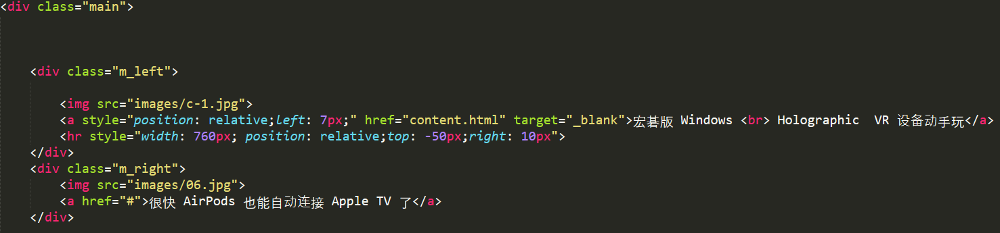 <div class="main">
<div class="m_left">
<img src="images/c-1.jpg">
<a style="position: relative;left: 7px;" href="content.html" target="_blank">宏碁版 Windows <br> Holographic  VR 设备动手玩</a>
<hr style="width: 760px; position: relative;top: -50px;right: 10px">
</div>
<div class="m_right">
<img src="images/06.jpg">
<a href="#">很快 AirPods 也能自动连接 Apple TV 了</a>
</div>